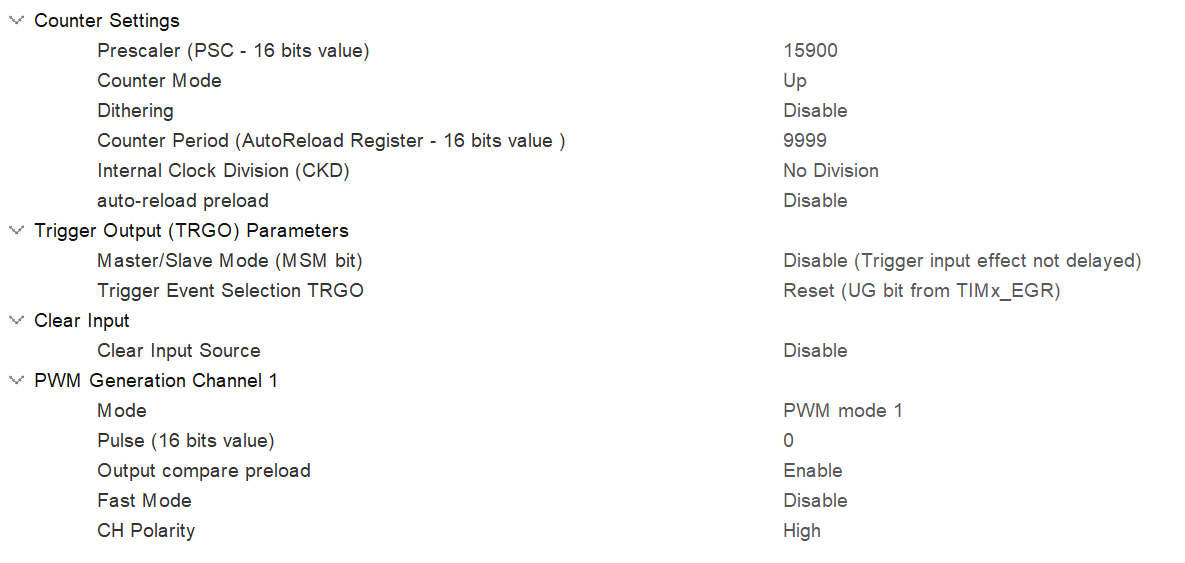 Counter Settings
Prescaler (PSC - 16 bits value) 15900
Counter Mode Up
Dithering Disable
Counter Period (AutoReload Register - 16 bits value ) 9999
Internal Clock Division (CKD) No Division
auto-reload preload Disable
Trigger Output (TRGO) Parameters
Master/Slave Mode (MSM bit) Disable (Trigger input effect not delayed)
Trigger Event Selection TRGO Reset (UG bit from TIMx_EGR)
Clear Input
Clear Input Source Disable
PWM Generation Channel 1
Mode PWM mode 1
Pulse (16 bits value) 0
Output compare preload Enable
Fast Mode Disable
CH Polarity High